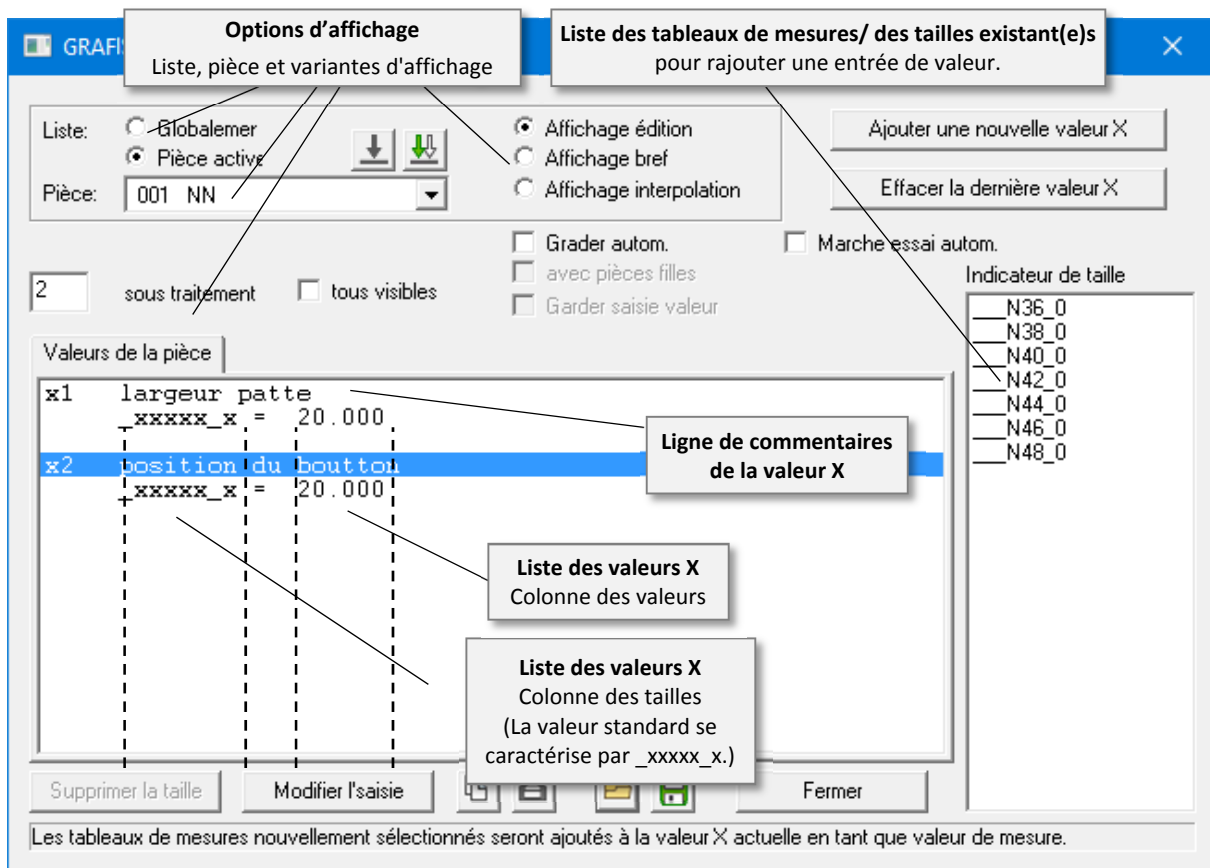 Options d’affichage
Liste, pièce et variantes d'affichage
Liste des tableaux de mesures/ des tailles existant(e)s
pour rajouter une entrée de valeur.
GRAFI
Liste:
Globalemer
Pièce active
Pièce:
001 NN
Affichage édition
Affichage bref
Affichage interpolation
Ajouter une nouvelle valeur X
Effacer la dernière valeur X
Grader autom.
avec pièces filles
Garder saisie valeur
Marche essai autom.
2
sous traitement
tous visibles
Indicateur de taille
___N36_0
___N38_0
___N40_0
___N42_0
___N44_0
___N46_0
___N48_0
Valeurs de la pièce
x1 largeur patte
_xxxxx_x = 20.000
x2 position du boutton
_xxxxx_x = 20.000
Ligne de commentaires
de la valeur X
Liste des valeurs X
Colonne des valeurs
Liste des valeurs X
Colonne des tailles
(La valeur standard se
caractérise par _xxxxx_x.)
Supprimer la taille
Modifier l'saisie
Fermer
Les tableaux de mesures nouvellement sélectionnés seront ajoutés à la valeur X actuelle en tant que valeur de mesure.